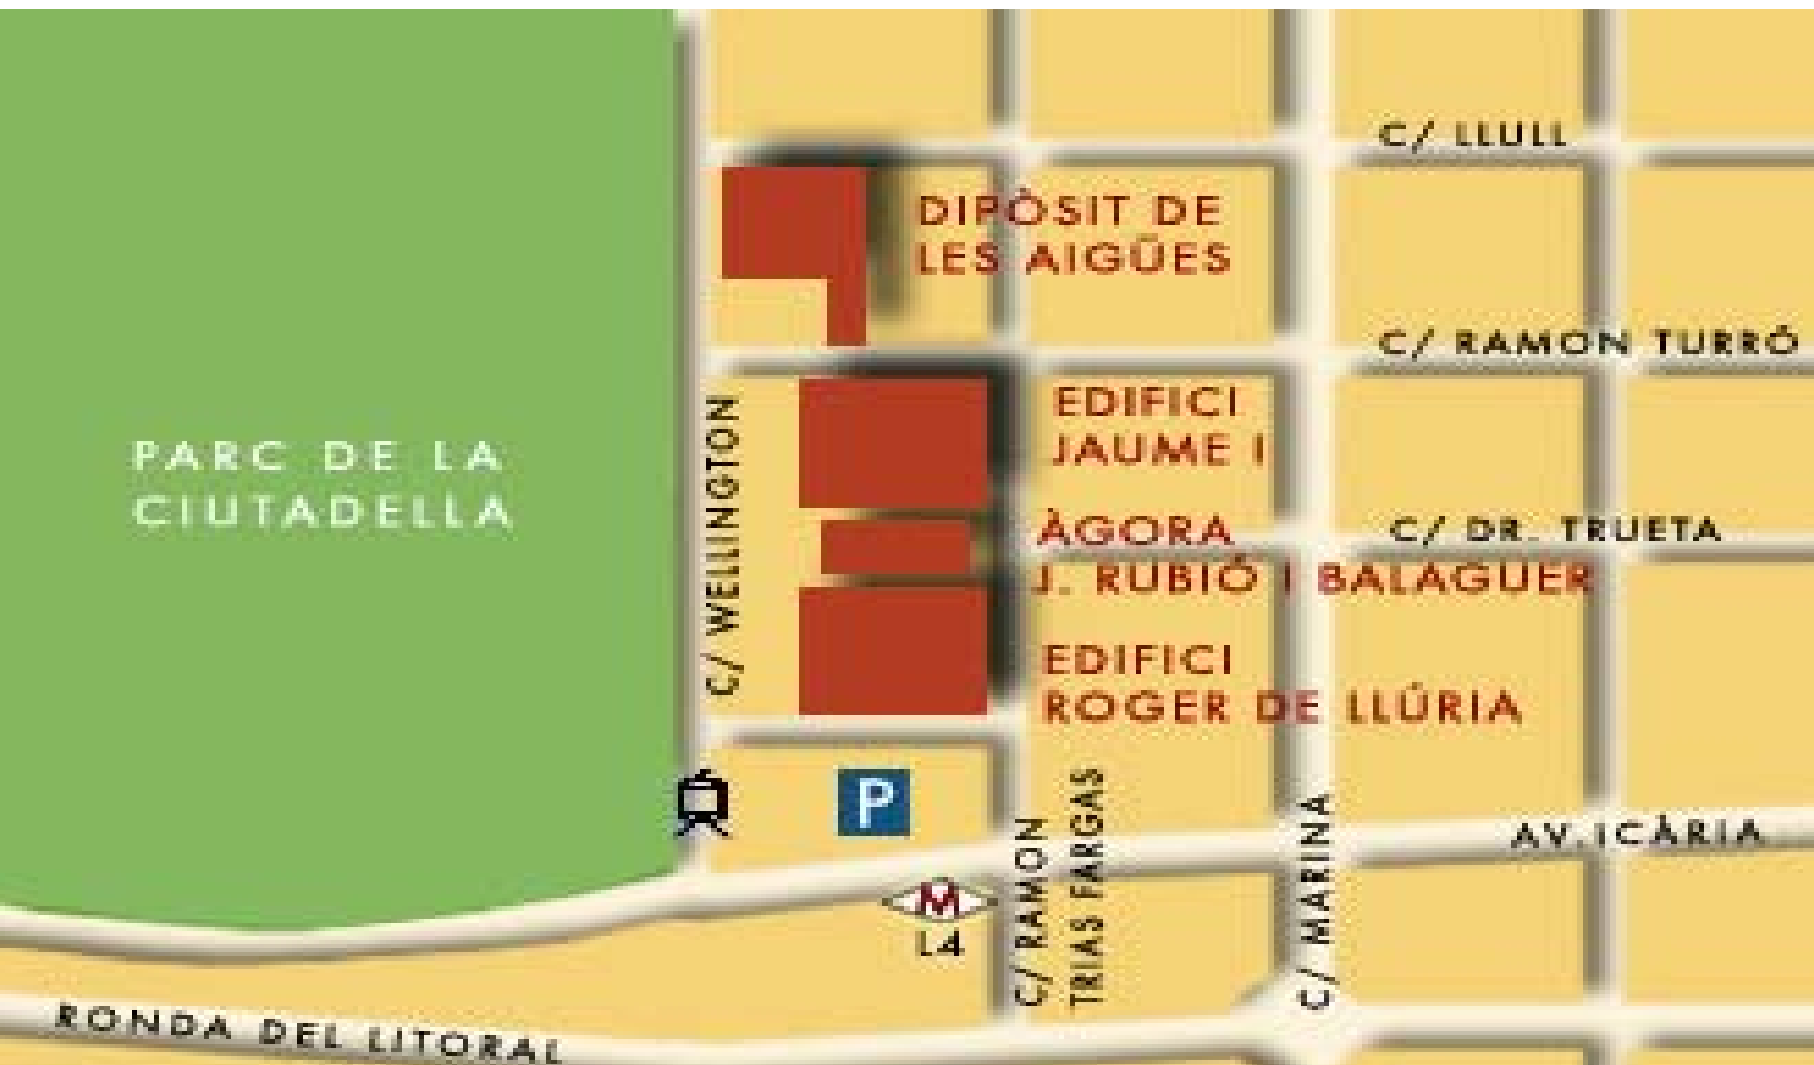 C/ LLULL
DIPÒSIT DE
LES AIGÜES
C/ RAMON TURRÓ
EDIFICI
JAUME I
PARC DE LA
CIUTADELLA
C/ WELLINGTON
ÀGORA
J. RUBIÓ I BALAGUER
C/ DR. TRUETA
EDIFICI
ROGER DE LLÚRIA
P
AV. ICÀRIA
M
L4
C/ RAMON
TRIAS FARGAS
C/ MARINA
RONDA DEL LITORAL